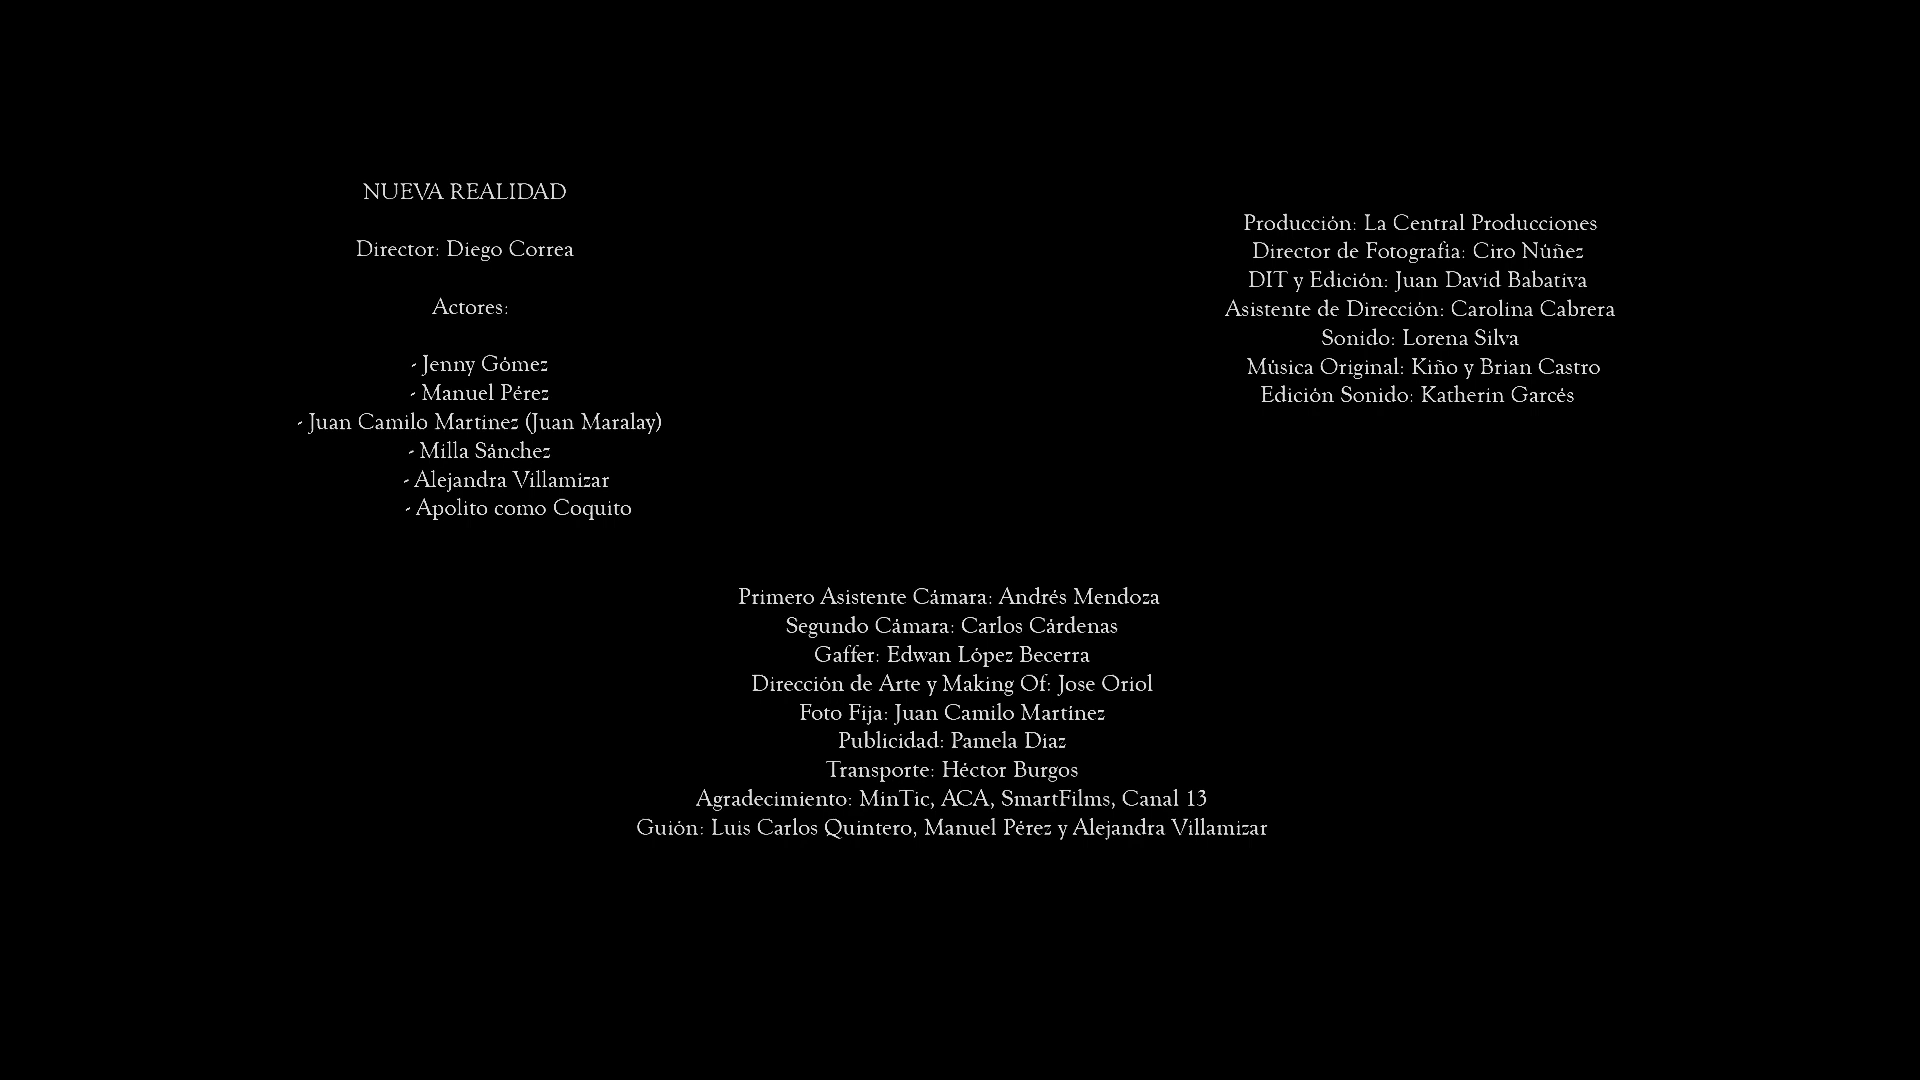 NUEVA REALIDAD
Director: Diego Correa
Actores:
- Jenny Gómez
- Manuel Pérez
- Juan Camilo Martínez (Juan Maralay)
- Milla Sánchez
- Alejandra Villamizar
- Apolito como Coquito
Producción: La Central Producciones
Director de Fotografía: Ciro Núñez
DIT y Edición: Juan David Babativa
Asistente de Dirección: Carolina Cabrera
Sonido: Lorena Silva
Música Original: Kiño y Brian Castro
Edición Sonido: Katherin Garcés
Primero Asistente Cámara: Andrés Mendoza
Segundo Cámara: Carlos Cárdenas
Gaffer: Edwan López Becerra
Dirección de Arte y Making Of: Jose Oriol
Foto Fija: Juan Camilo Martínez
Publicidad: Pamela Diaz
Transporte: Héctor Burgos
Agradecimiento: MinTic, ACA, SmartFilms, Canal 13
Guión: Luis Carlos Quintero, Manuel Pérez y Alejandra Villamizar